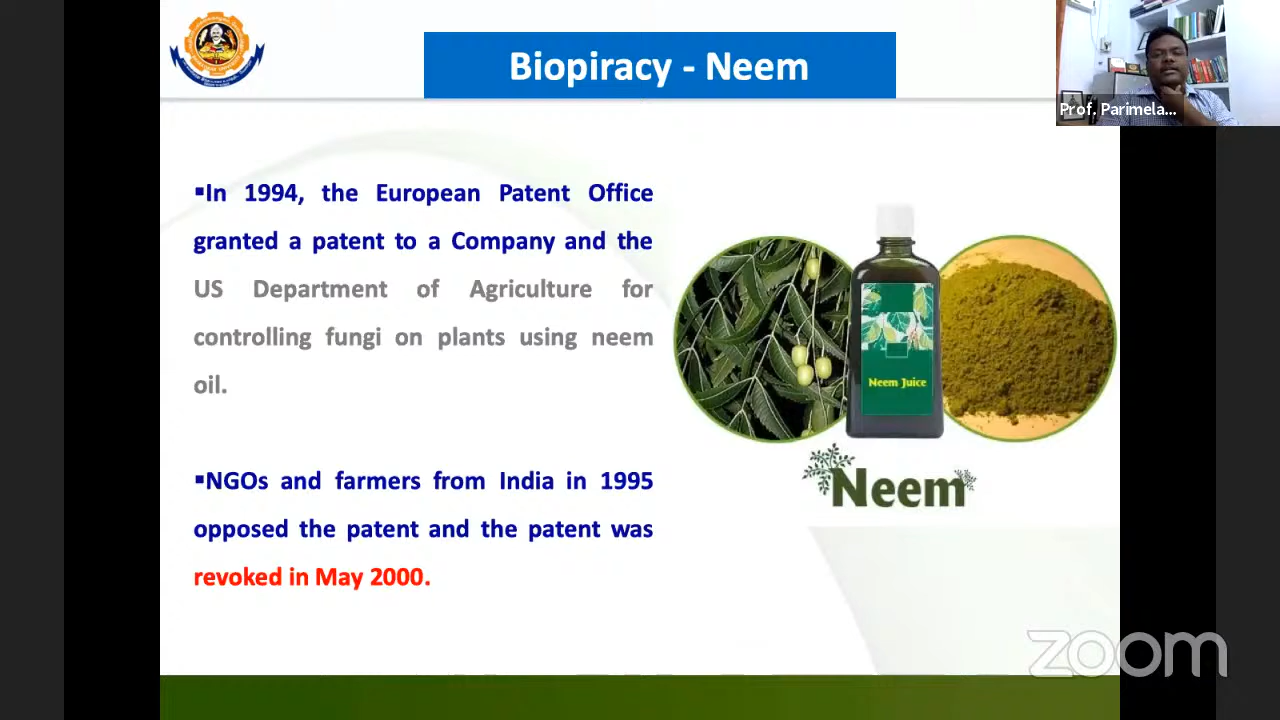 Biopiracy - Neem
Prof. Parimela...
▪In 1994, the European Patent Office
granted a patent to a Company and the
US Department of Agriculture for
controlling fungi on plants using neem
oil.
▪NGOs and farmers from India in 1995
opposed the patent and the patent was
revoked in May 2000.
Neem Juice
Neem
zoom